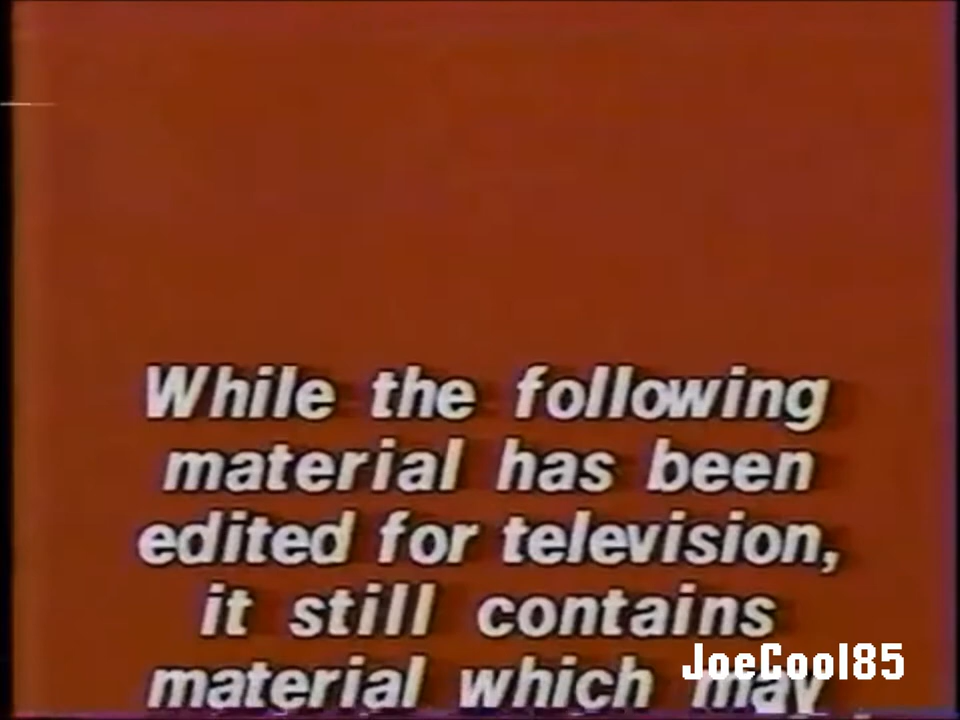 While the following
material has been
edited for television,
it still contains
material which may
JoeCool85